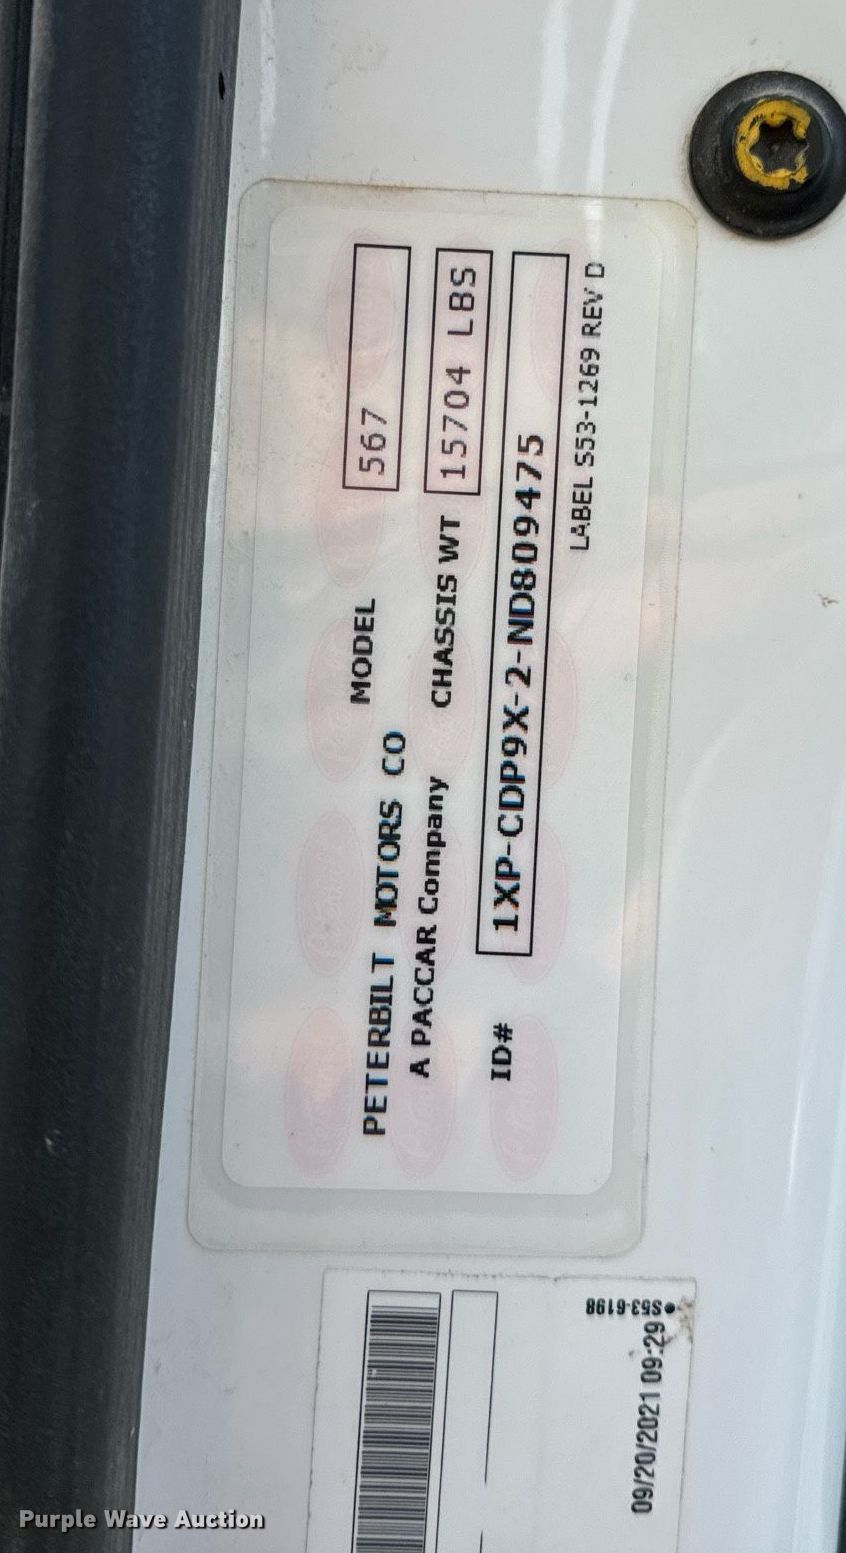 PETERBILT MOTORS CO
MODEL 567
A PACCAR Company
CHASSIS WT 15704 LBS
ID# 1XP-CDP9X-2-ND809475
LABEL S53-1269 REV D
S53-6198
09/20/2021 09:29
Purple Wave Auction